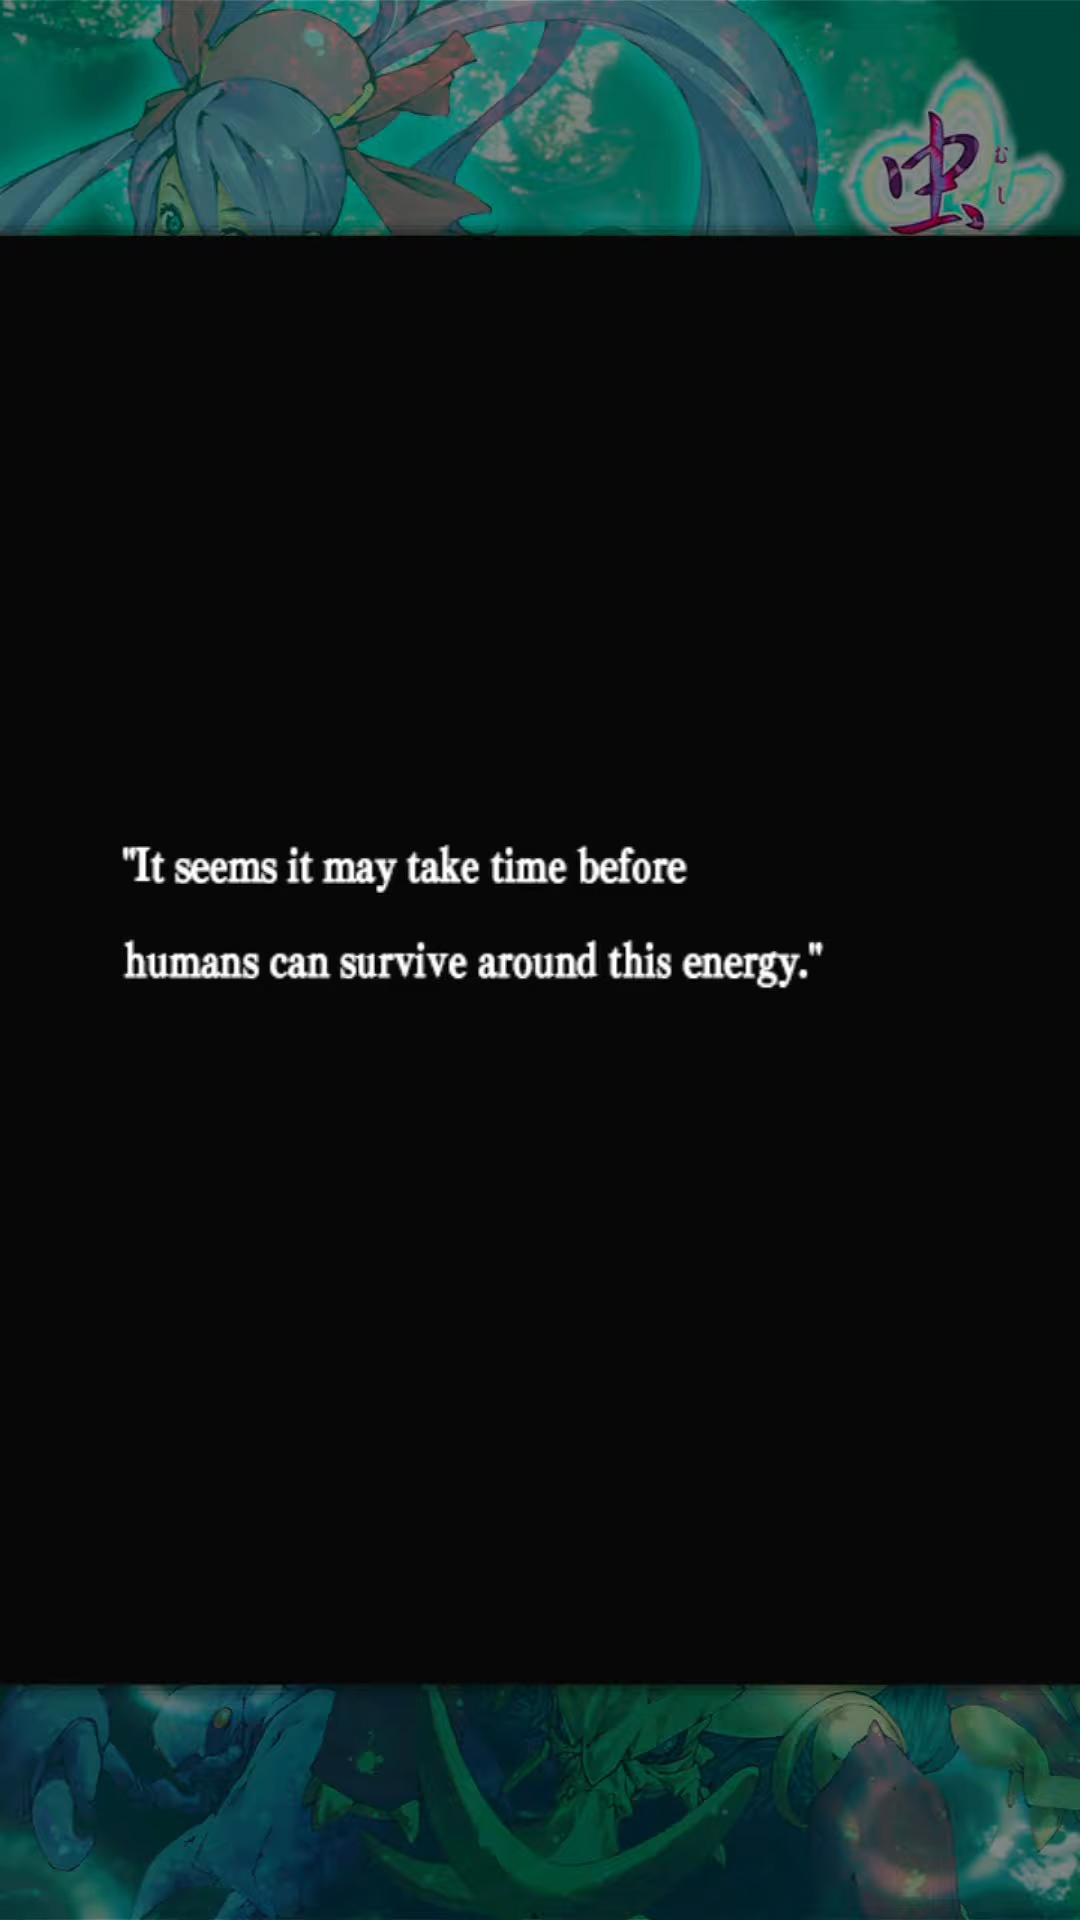 虫
むし
"It seems it may take time before
humans can survive around this energy."